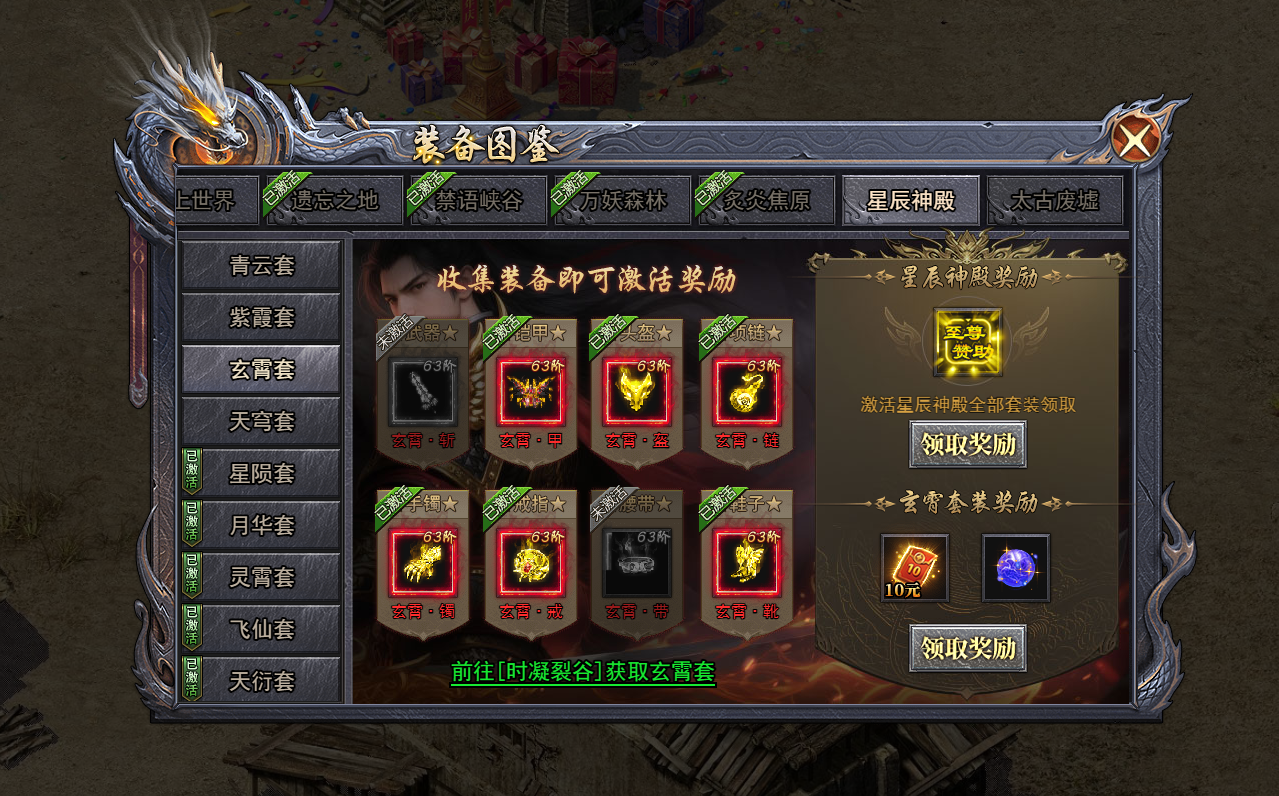 装备图鉴
上世界
已激活
遗忘之地
已激活
禁语峡谷
已激活
万妖森林
已激活
炙炎焦原
星辰神殿
太古废墟
青云套
紫霞套
玄霄套
天穹套
已激活
星陨套
已激活
月华套
已激活
灵霄套
已激活
飞仙套
已激活
天衍套
收集装备即可激活奖励
未激活
武器
63阶
玄霄·斩
已激活
铠甲
63阶
玄霄·甲
已激活
头盔
63阶
玄霄·盔
已激活
项链
63阶
玄霄·链
已激活
手镯
63阶
玄霄·镯
已激活
戒指
63阶
玄霄·戒
未激活
腰带
63阶
玄霄·带
已激活
鞋子
63阶
玄霄·靴
前往[时凝裂谷]获取玄霄套
星辰神殿奖励
至尊
赞助
激活星辰神殿全部套装领取
领取奖励
玄霄套装奖励
10
10元
领取奖励